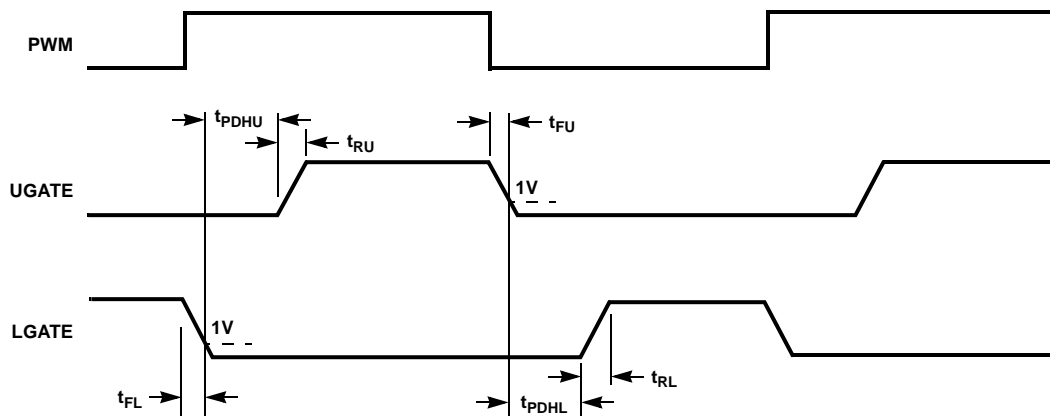 PWM
tPDHU
tRU
tFU
1V
UGATE
1V
LGATE
tFL
tRL
tPDHL